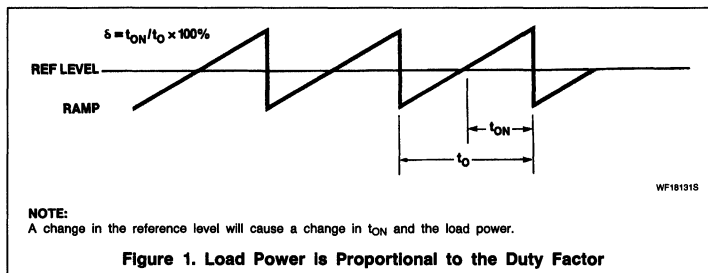 δ = tON/tO × 100%
REF LEVEL
RAMP
tON
tO
WF18131S
NOTE:
A change in the reference level will cause a change in tON and the load power.
Figure 1. Load Power is Proportional to the Duty Factor